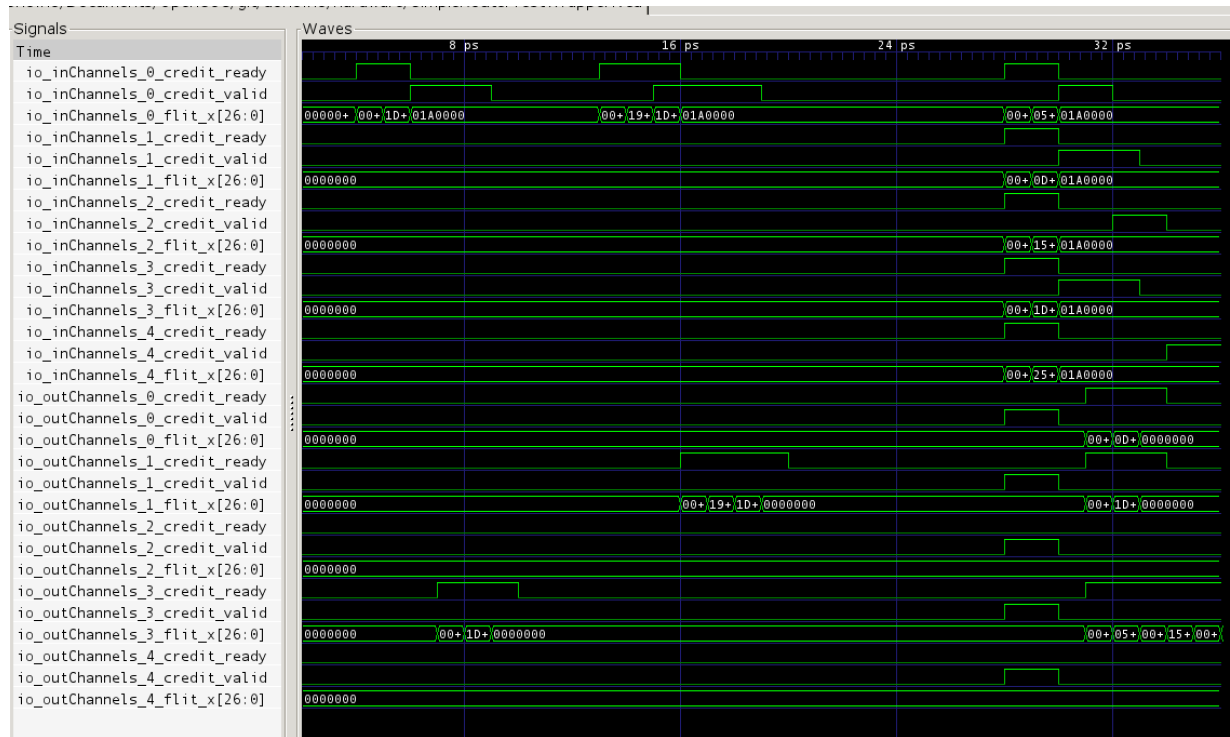 Signals
Waves
Time
8 ps
16 ps
24 ps
32 ps
io_inChannels_0_credit_ready
io_inChannels_0_credit_valid
io_inChannels_0_flit_x[26:0]
00000+ 00+ 1D+ 01A0000 00+ 19+ 1D+ 01A0000 00+ 05+ 01A0000
io_inChannels_1_credit_ready
io_inChannels_1_credit_valid
io_inChannels_1_flit_x[26:0]
0000000 00+ 0D+ 01A0000
io_inChannels_2_credit_ready
io_inChannels_2_credit_valid
io_inChannels_2_flit_x[26:0]
0000000 00+ 15+ 01A0000
io_inChannels_3_credit_ready
io_inChannels_3_credit_valid
io_inChannels_3_flit_x[26:0]
0000000 00+ 1D+ 01A0000
io_inChannels_4_credit_ready
io_inChannels_4_credit_valid
io_inChannels_4_flit_x[26:0]
0000000 00+ 25+ 01A0000
io_outChannels_0_credit_ready
io_outChannels_0_credit_valid
io_outChannels_0_flit_x[26:0]
0000000 00+ 0D+ 0000000
io_outChannels_1_credit_ready
io_outChannels_1_credit_valid
io_outChannels_1_flit_x[26:0]
0000000 00+ 19+ 1D+ 0000000 00+ 1D+ 0000000
io_outChannels_2_credit_ready
io_outChannels_2_credit_valid
io_outChannels_2_flit_x[26:0]
0000000
io_outChannels_3_credit_ready
io_outChannels_3_credit_valid
io_outChannels_3_flit_x[26:0]
0000000 00+ 1D+ 0000000 00+ 05+ 00+ 15+ 00+
io_outChannels_4_credit_ready
io_outChannels_4_credit_valid
io_outChannels_4_flit_x[26:0]
0000000